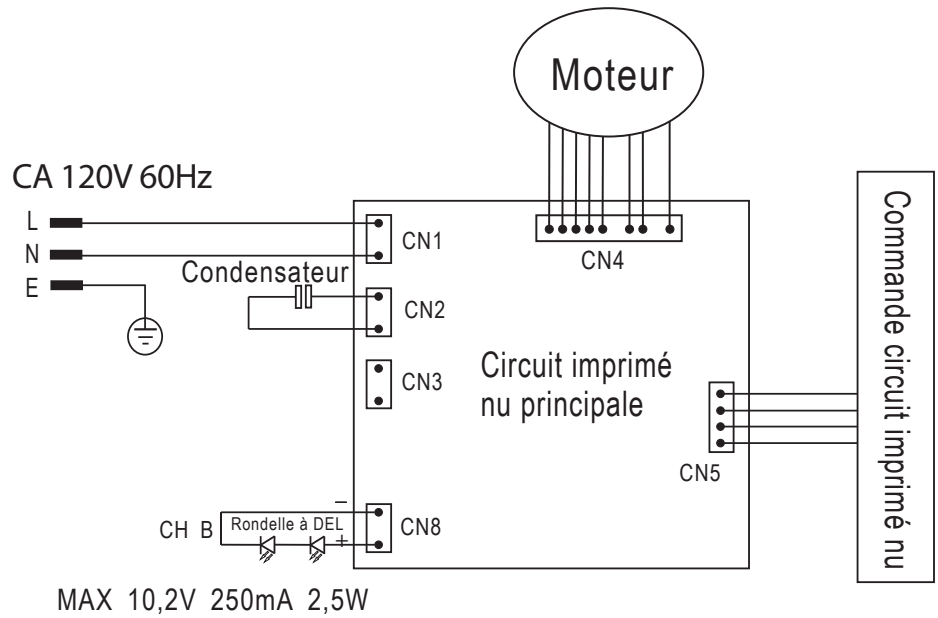 Moteur
CA 120V 60Hz
L
N
E
CN1
CN4
Condensateur
CN2
CN3
Circuit imprimé
nu principale
CN5
Commande circuit imprimé nu
CH B
Rondelle à DEL
−
+
CN8
MAX 10,2V 250mA 2,5W